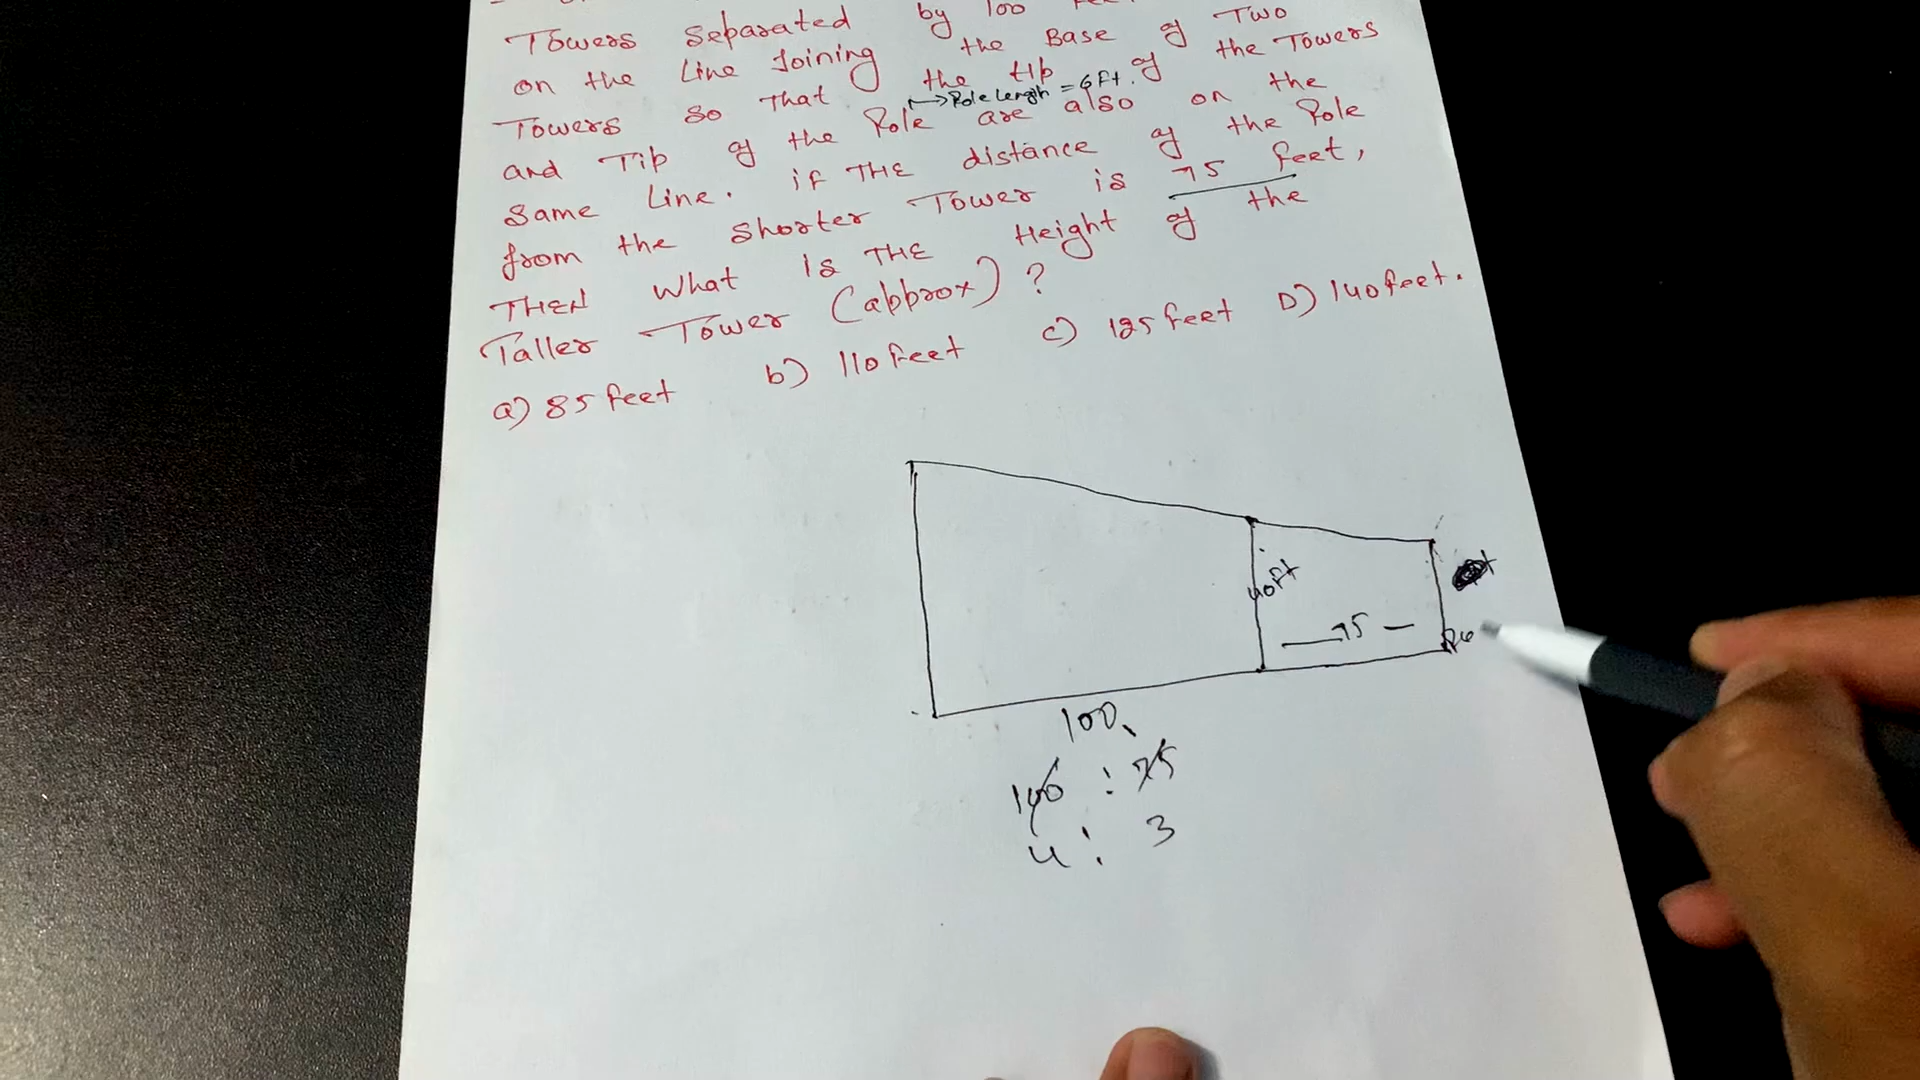 Towers Separated by 100
on the Line Joining the Base of Two
Towers so that the tip of the Towers
↦ Pole Length = 6 Ft.
and Tip of the Pole are also on the
Same Line. if THE distance of the Pole
from the Shorter Tower is 75 feet,
THEN What is THE Height of the
Taller Tower (approx) ?
a) 85 feet b) 110 feet c) 125 feet D) 140 feet.
40ft
75
100
100 : 75
4 : 3